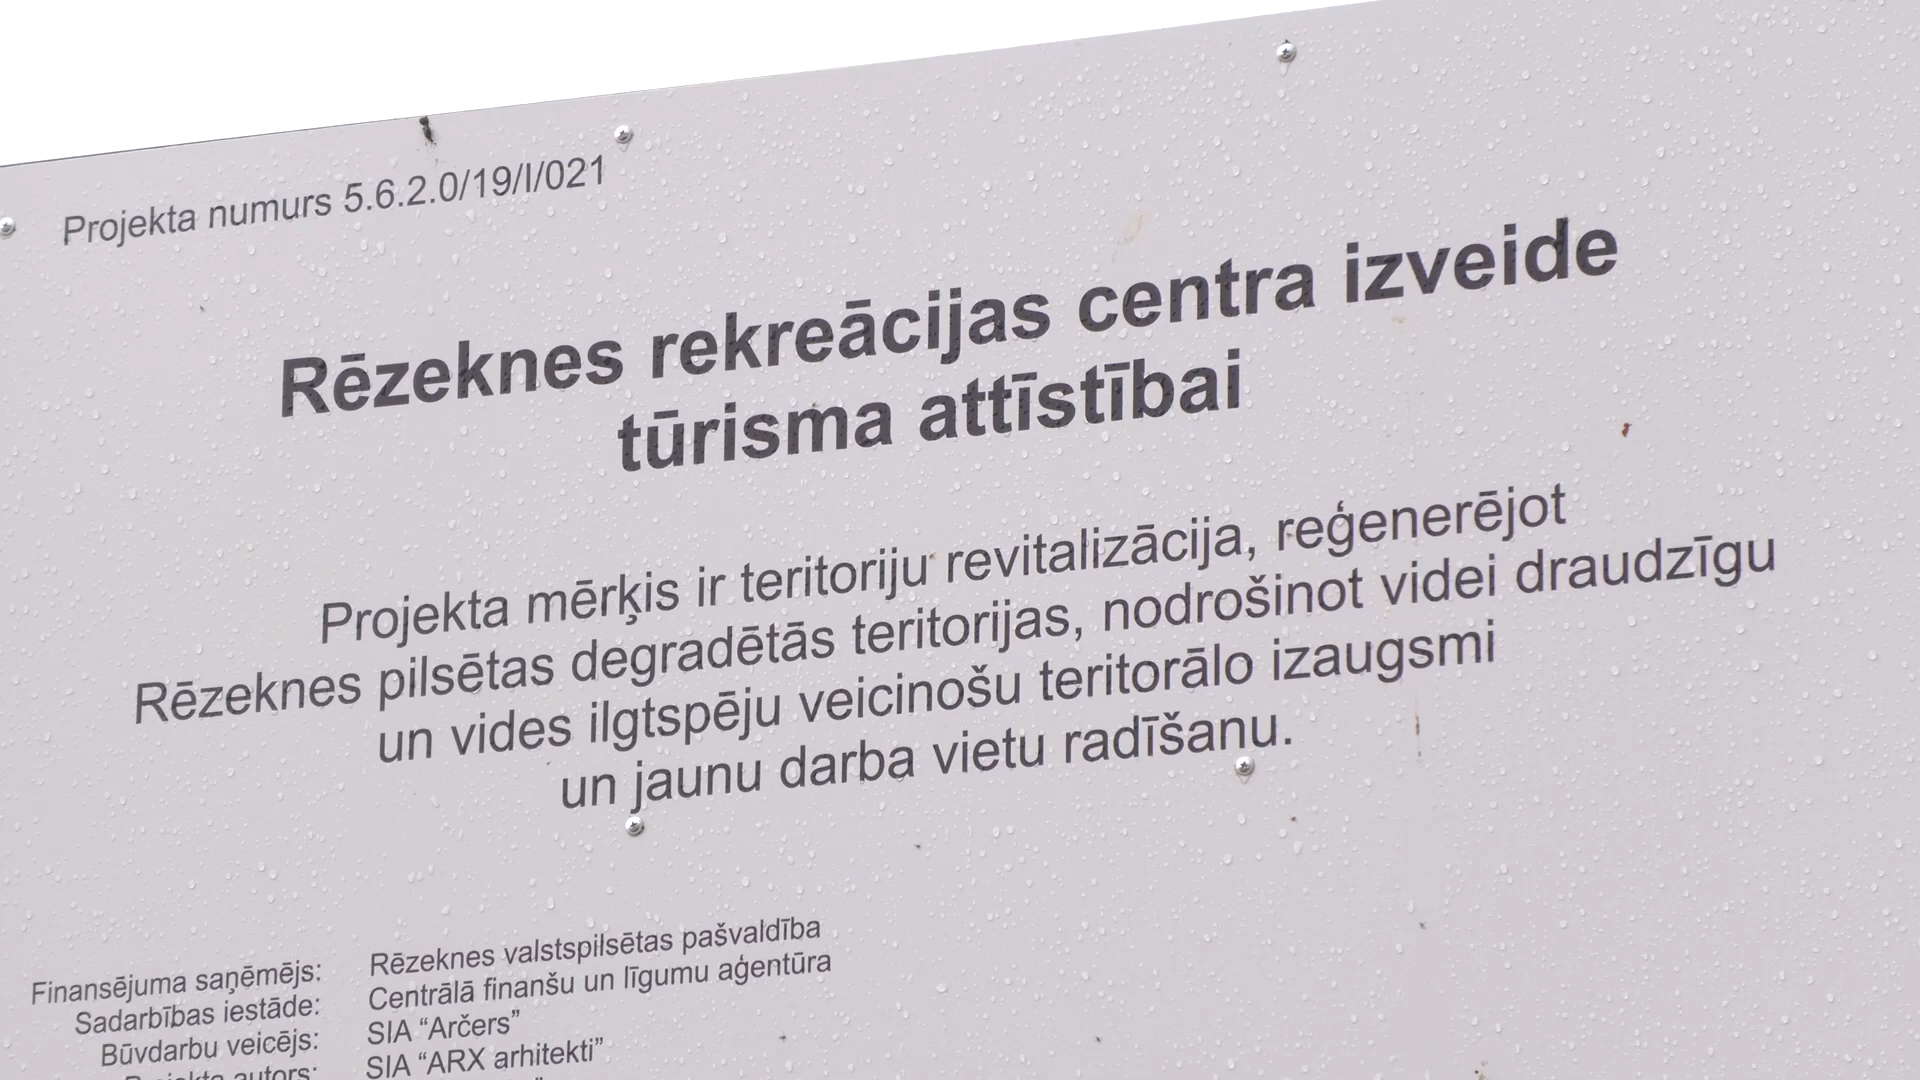 Projekta numurs 5.6.2.0/19/I/021
Rēzeknes rekreācijas centra izveide
tūrisma attīstībai
Projekta mērķis ir teritoriju revitalizācija, reģenerējot
Rēzeknes pilsētas degradētās teritorijas, nodrošinot videi draudzīgu
un vides ilgtspēju veicinošu teritorālo izaugsmi
un jaunu darba vietu radīšanu.
Finansējuma saņēmējs: Rēzeknes valstspilsētas pašvaldība
Sadarbības iestāde: Centrālā finanšu un līgumu aģentūra
Būvdarbu veicējs: SIA “Arčers”
autors: SIA “ARX arhitekti”